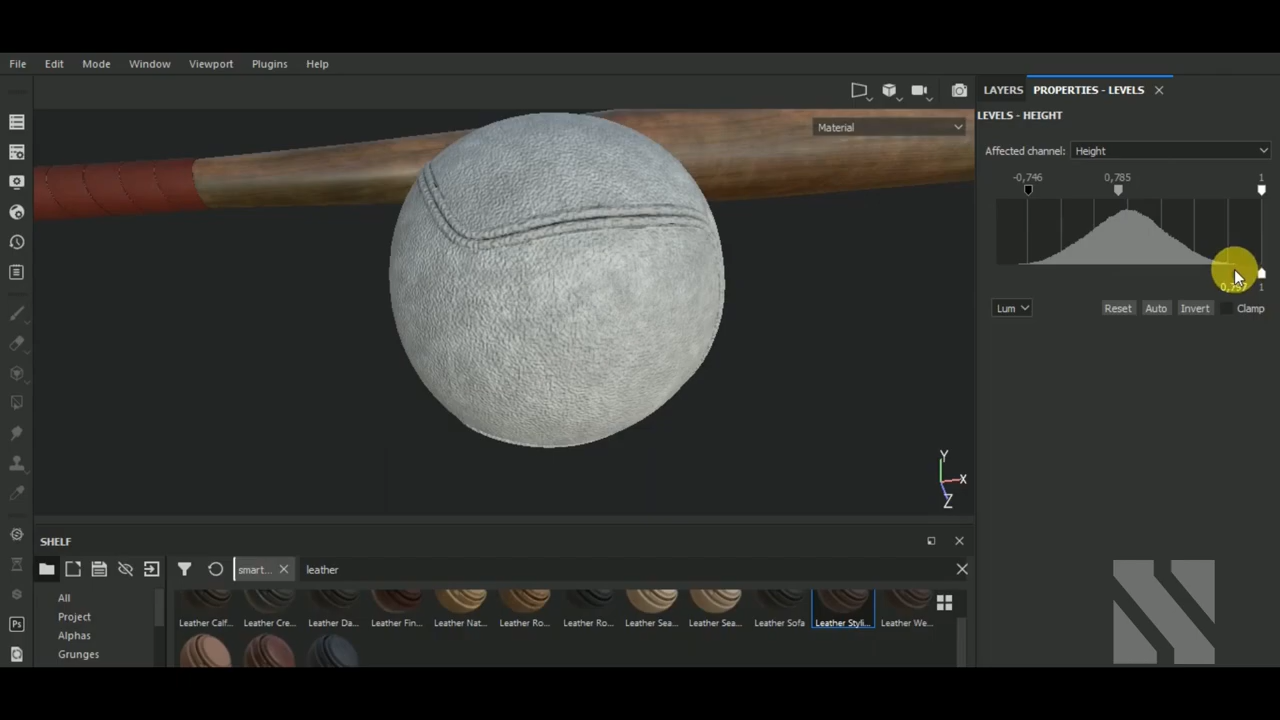 File Edit Mode Window Viewport Plugins Help
LAYERS PROPERTIES - LEVELS
LEVELS - HEIGHT
Material
Affected channel: Height
-0,746 0,785 1
1
Lum Reset Auto Invert Clamp
Y
X
Z
SHELF
smart... leather
All
Project
Alphas
Grunges
Leather Calf... Leather Cre... Leather Da... Leather Fin... Leather Nat... Leather Ro... Leather Ro... Leather Sea... Leather Sea... Leather Sofa Leather Styli... Leather We...
Ps